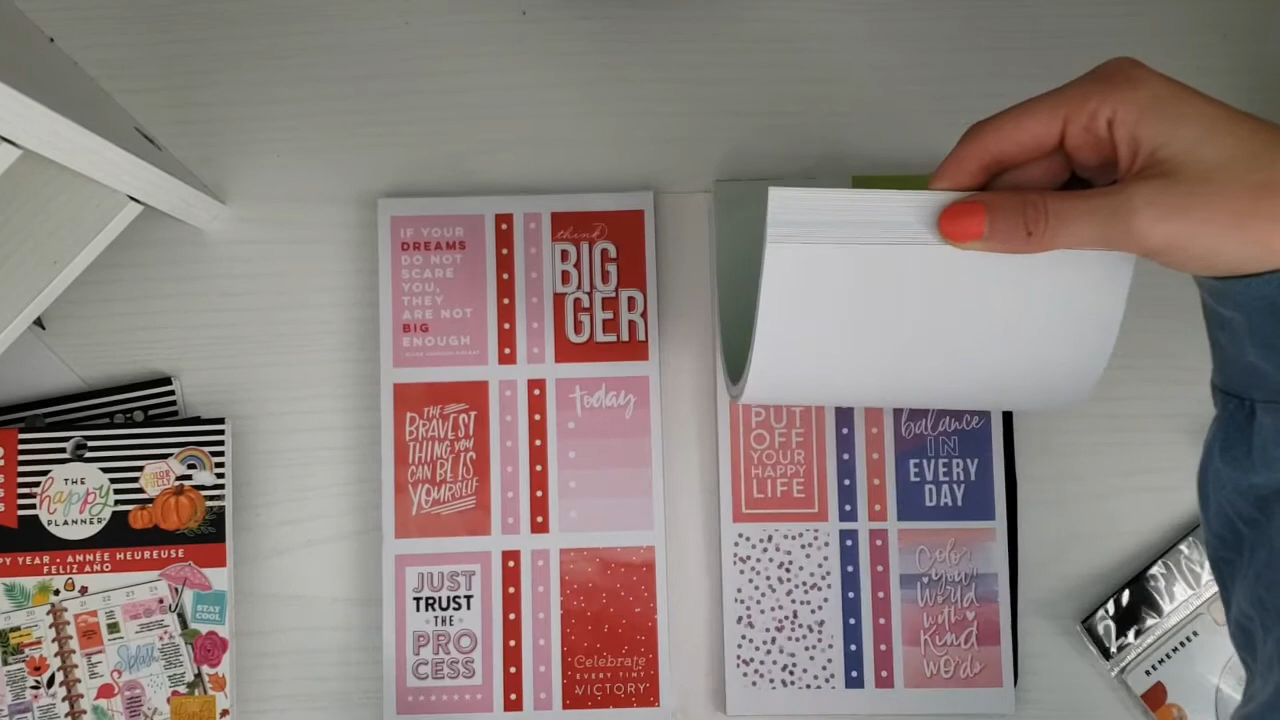 IF YOUR
DREAMS
DO NOT
SCARE
YOU,
THEY
ARE NOT
BIG
ENOUGH
think
BIG
GER
THE
BRAVEST
THING YOU
CAN BE IS
YOURSELF
today
JUST
TRUST
THE
PRO
CESS
Celebrate
EVERY TINY
VICTORY
PUT
OFF
YOUR
HAPPY
LIFE
balance
IN
EVERY
DAY
Color
your
World
with
Kind
words
THE
happy
PLANNER
COLOR
FULLY
PY YEAR • ANNÉE HEUREUSE
FELIZ AÑO
STAY
COOL
Splash
REMEMBER